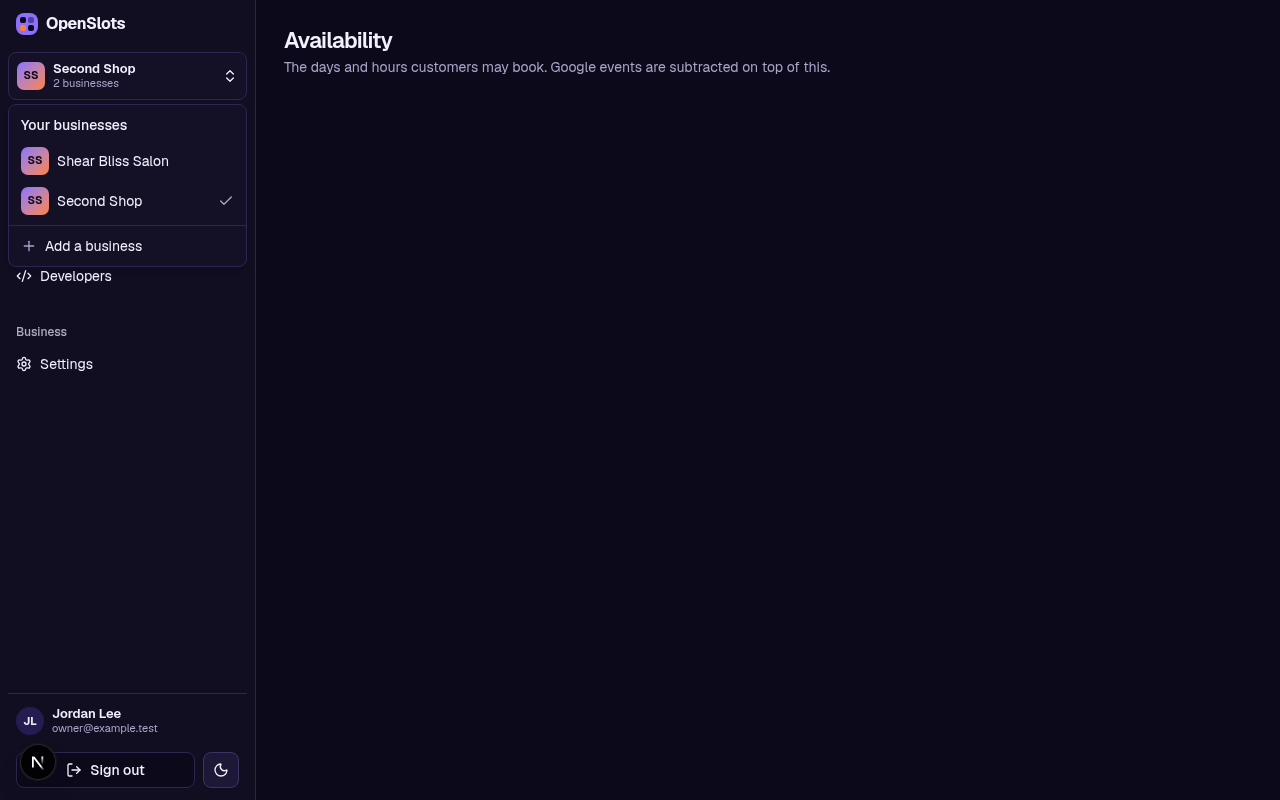 OpenSlots
SS
Second Shop
2 businesses
Your businesses
SS
Shear Bliss Salon
SS
Second Shop
Add a business
Developers
Business
Settings
JL
Jordan Lee
owner@example.test
N
Sign out
Availability
The days and hours customers may book. Google events are subtracted on top of this.